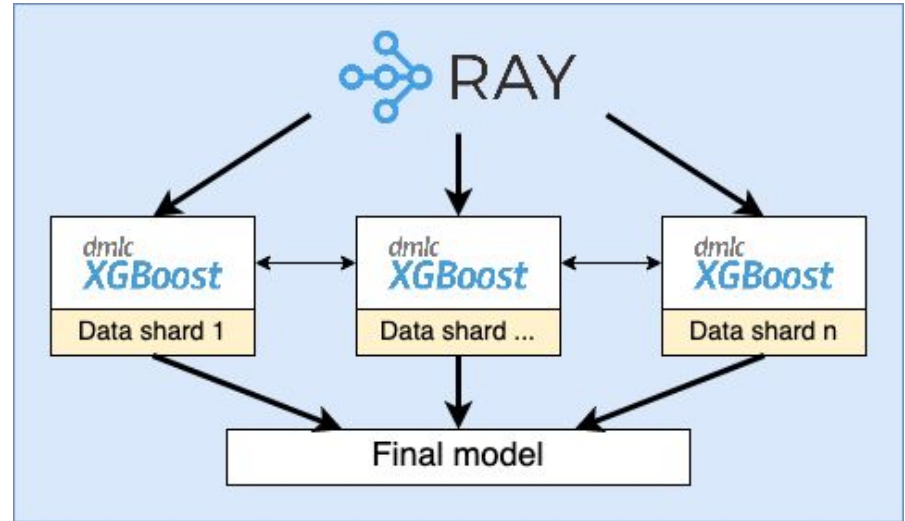 RAY
dmlc
XGBoost
Data shard 1
dmlc
XGBoost
Data shard ...
dmlc
XGBoost
Data shard n
Final model